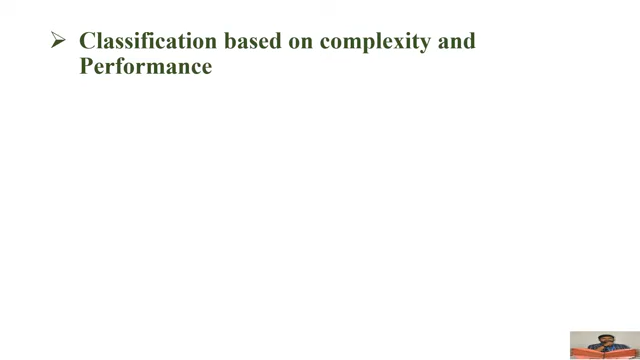 ➢ Classification based on complexity and
Performance